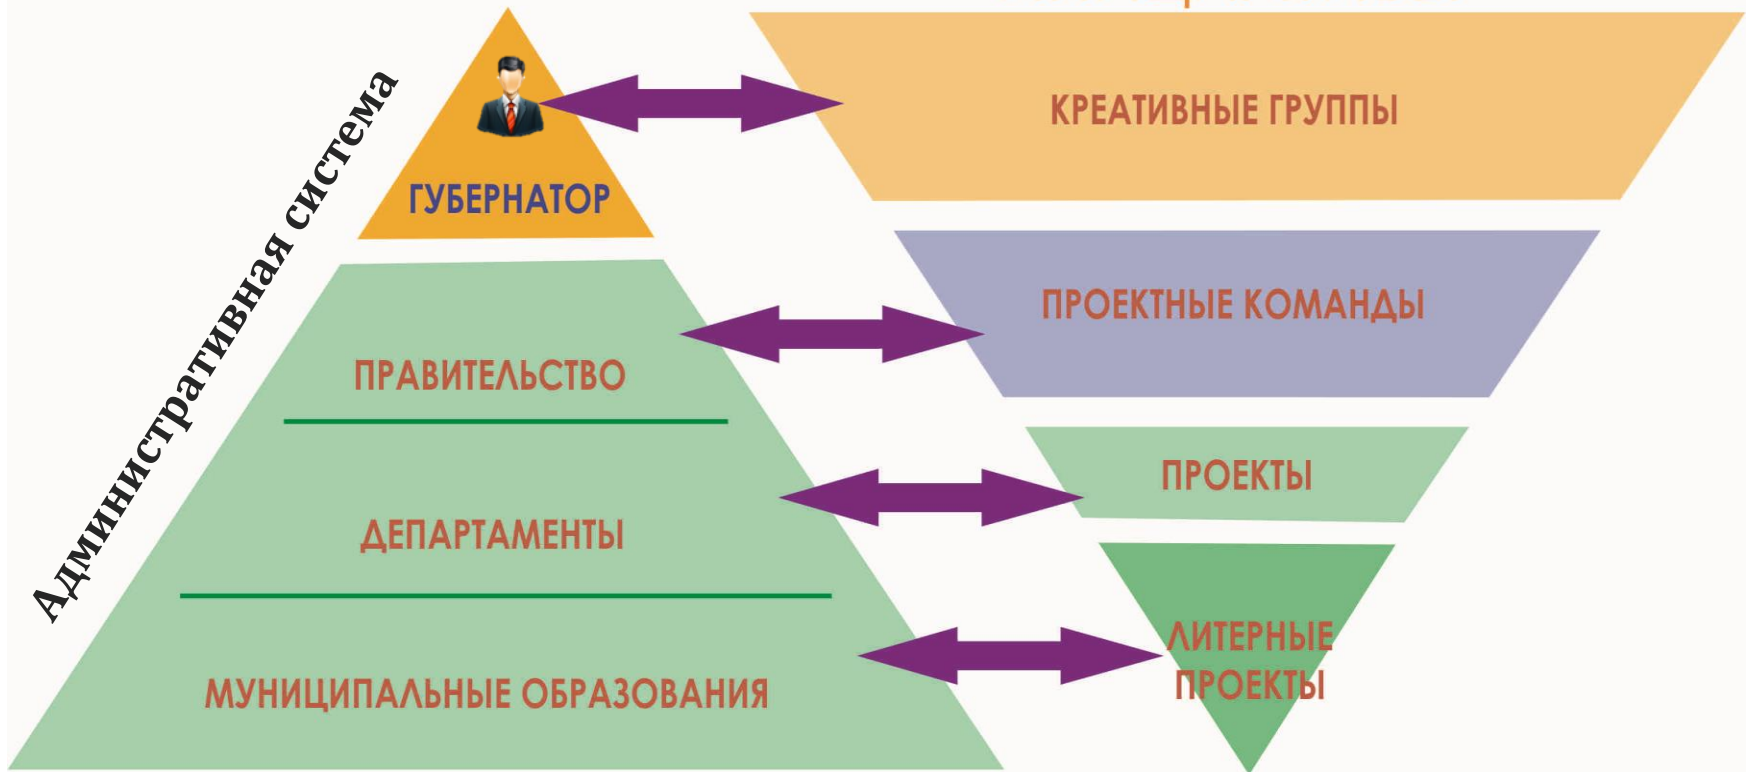 Административная система
ГУБЕРНАТОР
ПРАВИТЕЛЬСТВО
ДЕПАРТАМЕНТЫ
МУНИЦИПАЛЬНЫЕ ОБРАЗОВАНИЯ
КРЕАТИВНЫЕ ГРУППЫ
ПРОЕКТНЫЕ КОМАНДЫ
ПРОЕКТЫ
ЛИТЕРНЫЕ
ПРОЕКТЫ